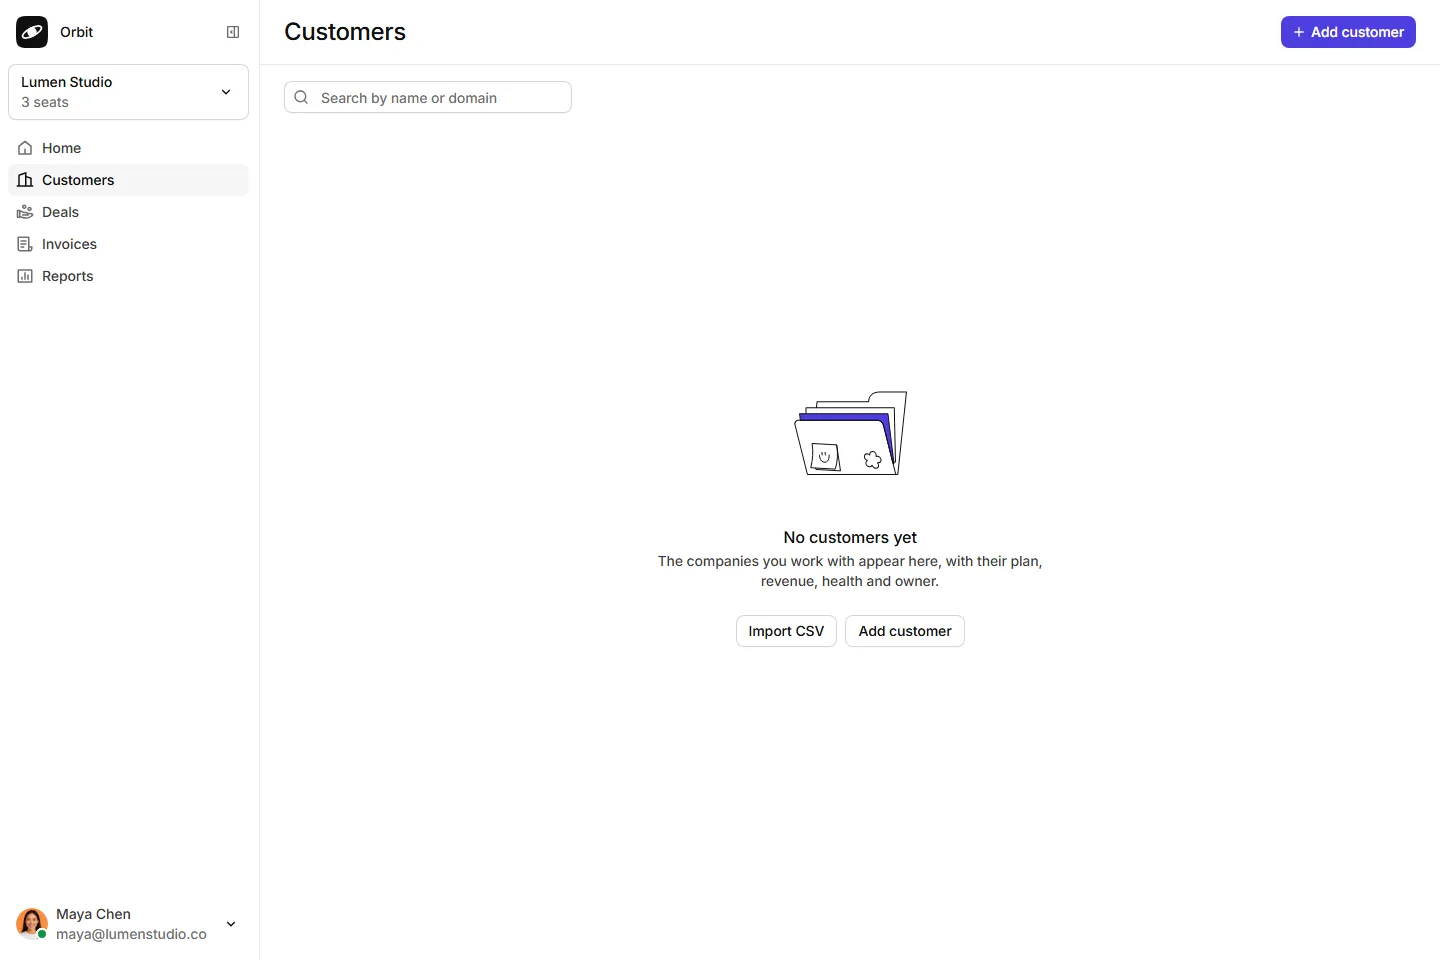 Orbit
Customers
+ Add customer
Lumen Studio
3 seats
Search by name or domain
Home
Customers
Deals
Invoices
Reports
No customers yet
The companies you work with appear here, with their plan,
revenue, health and owner.
Import CSV
Add customer
Maya Chen
maya@lumenstudio.co